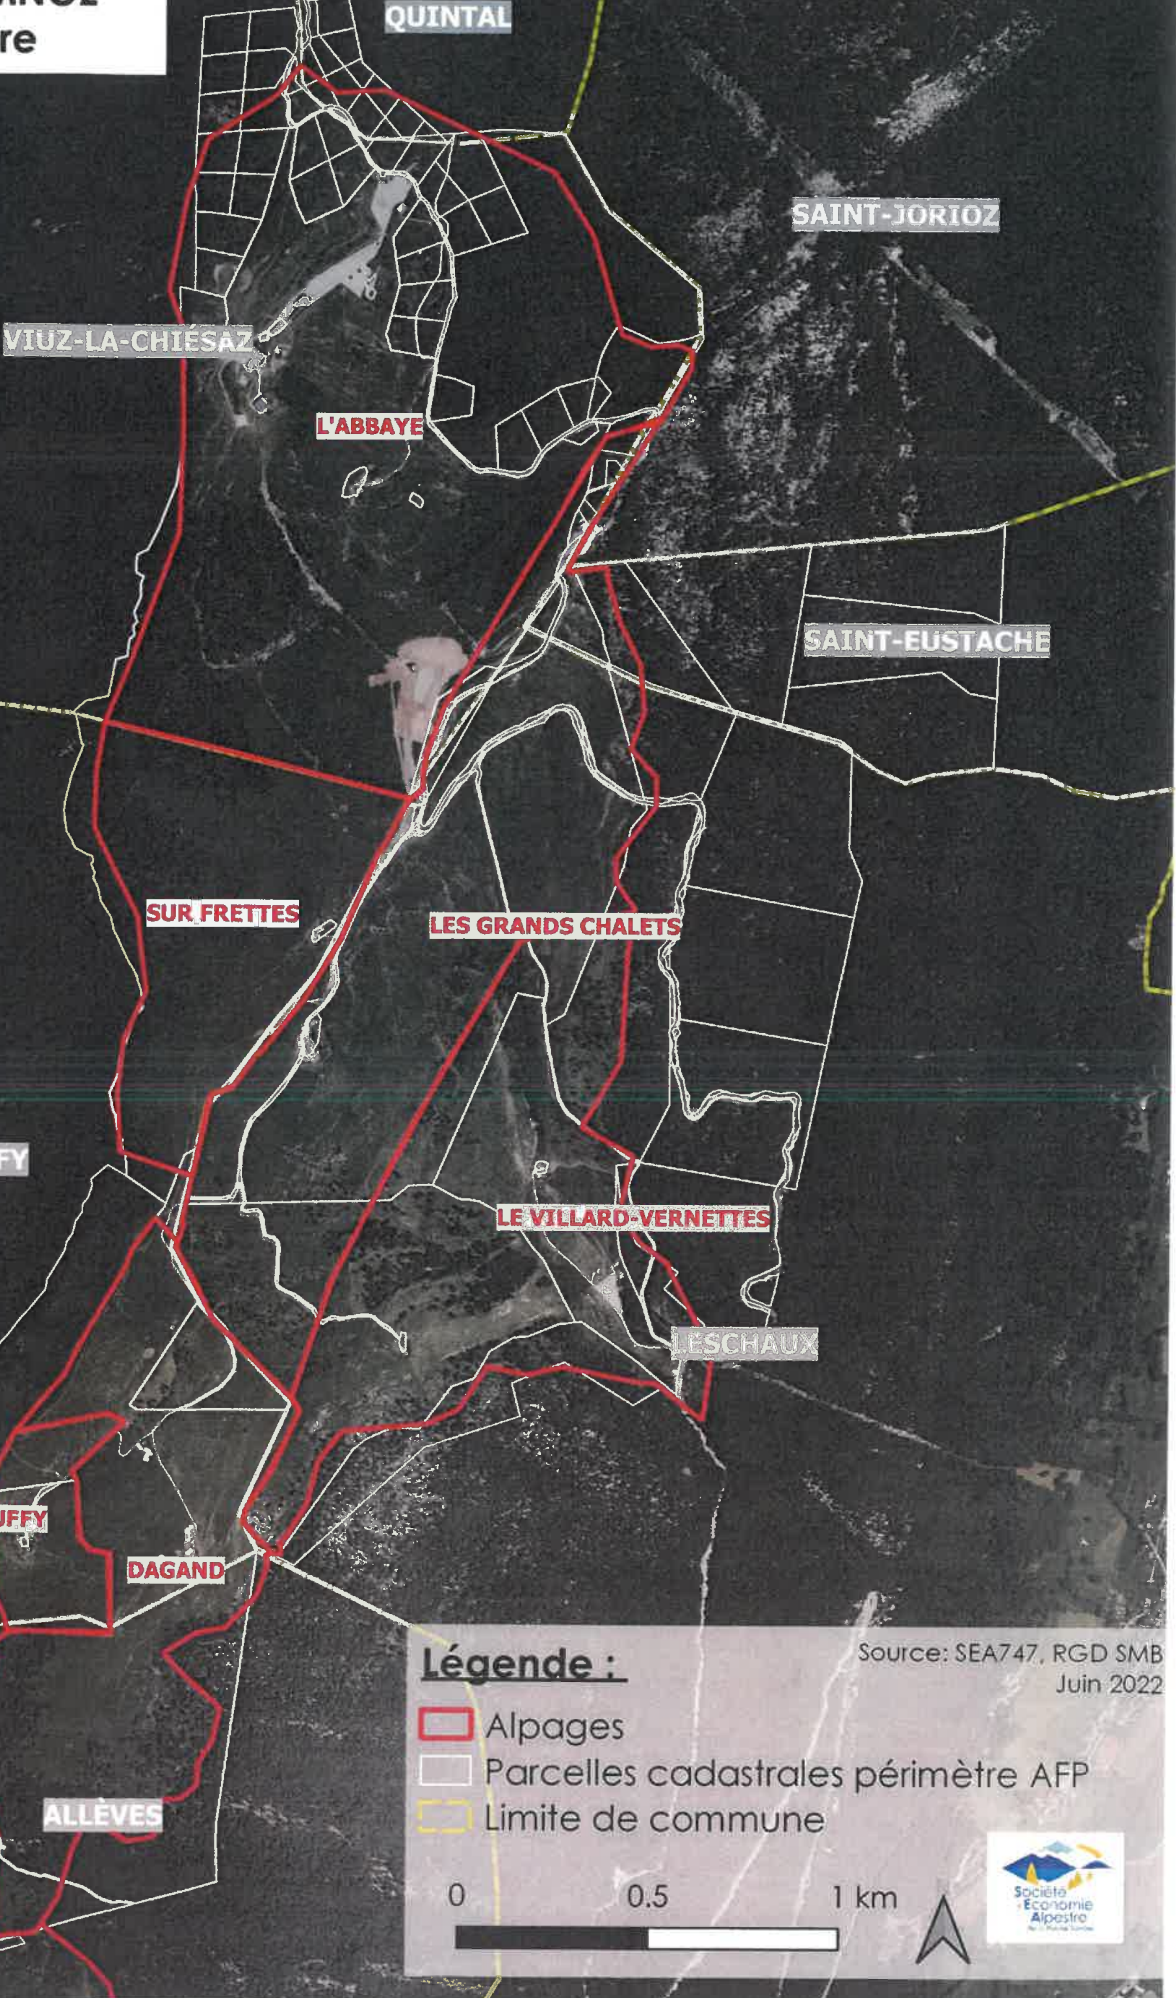 re
QUINTAL
SAINT-JORIOZ
VIUZ-LA-CHIÉSAZ
L'ABBAYE
SAINT-EUSTACHE
SUR FRETTES
LES GRANDS CHALETS
FY
LE VILLARD-VERNETTES
LESCHAUX
UFFY
DAGAND
Légende :
Source: SEA747, RGD SMB
Juin 2022
Alpages
Parcelles cadastrales périmètre AFP
Limite de commune
ALLÈVES
0 0.5 1 km
Société
Economie
Alpestre